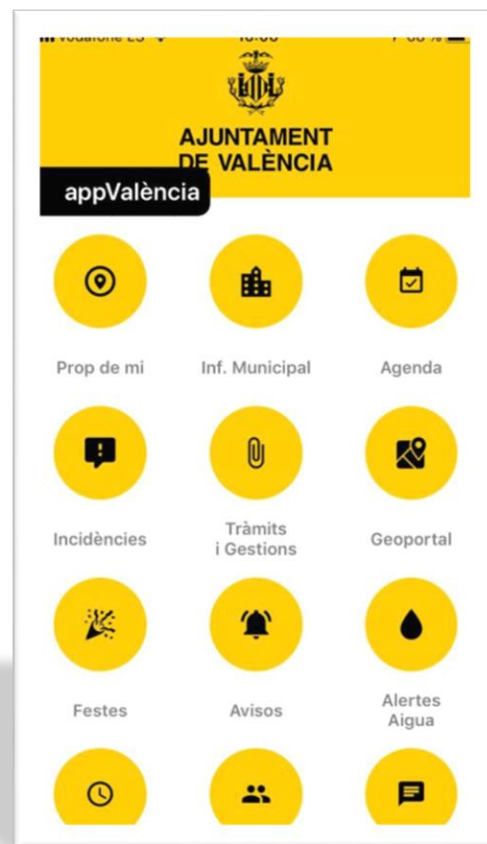 AJUNTAMENT
DE VALÈNCIA
appValència
Prop de mi
Inf. Municipal
Agenda
Incidències
Tràmits
i Gestions
Geoportal
Festes
Avisos
Alertes
Aigua